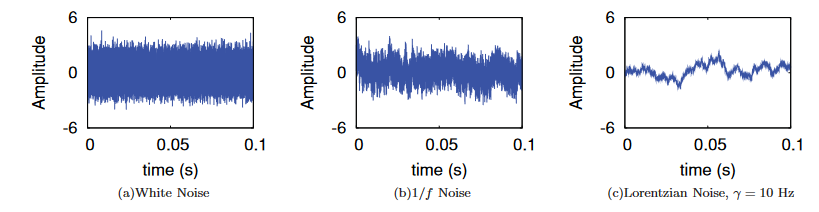 6 6 6
Amplitude Amplitude Amplitude
0 0 0
-6 -6 -6
0 0.05 0.1 0 0.05 0.1 0 0.05 0.1
time (s) time (s) time (s)
(a)White Noise (b)1/f Noise (c)Lorentzian Noise, γ = 10 Hz